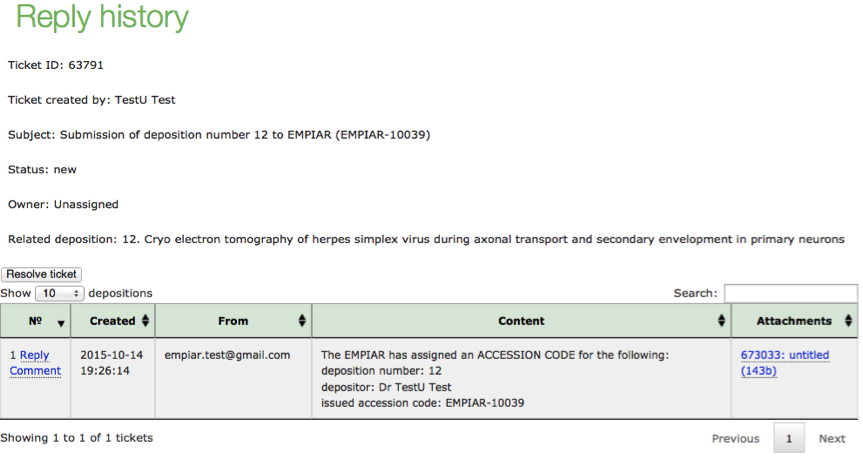 Reply history
Ticket ID: 63791
Ticket created by: TestU Test
Subject: Submission of deposition number 12 to EMPIAR (EMPIAR-10039)
Status: new
Owner: Unassigned
Related deposition: 12. Cryo electron tomography of herpes simplex virus during axonal transport and secondary envelopment in primary neurons
Resolve ticket
Show 10 depositions
Search:
Nº Created From Content Attachments
1 Reply Comment
2015-10-14
19:26:14
empiar.test@gmail.com
The EMPIAR has assigned an ACCESSION CODE for the following:
deposition number: 12
depositor: Dr TestU Test
issued accession code: EMPIAR-10039
673033: untitled
(143b)
Showing 1 to 1 of 1 tickets
Previous 1 Next